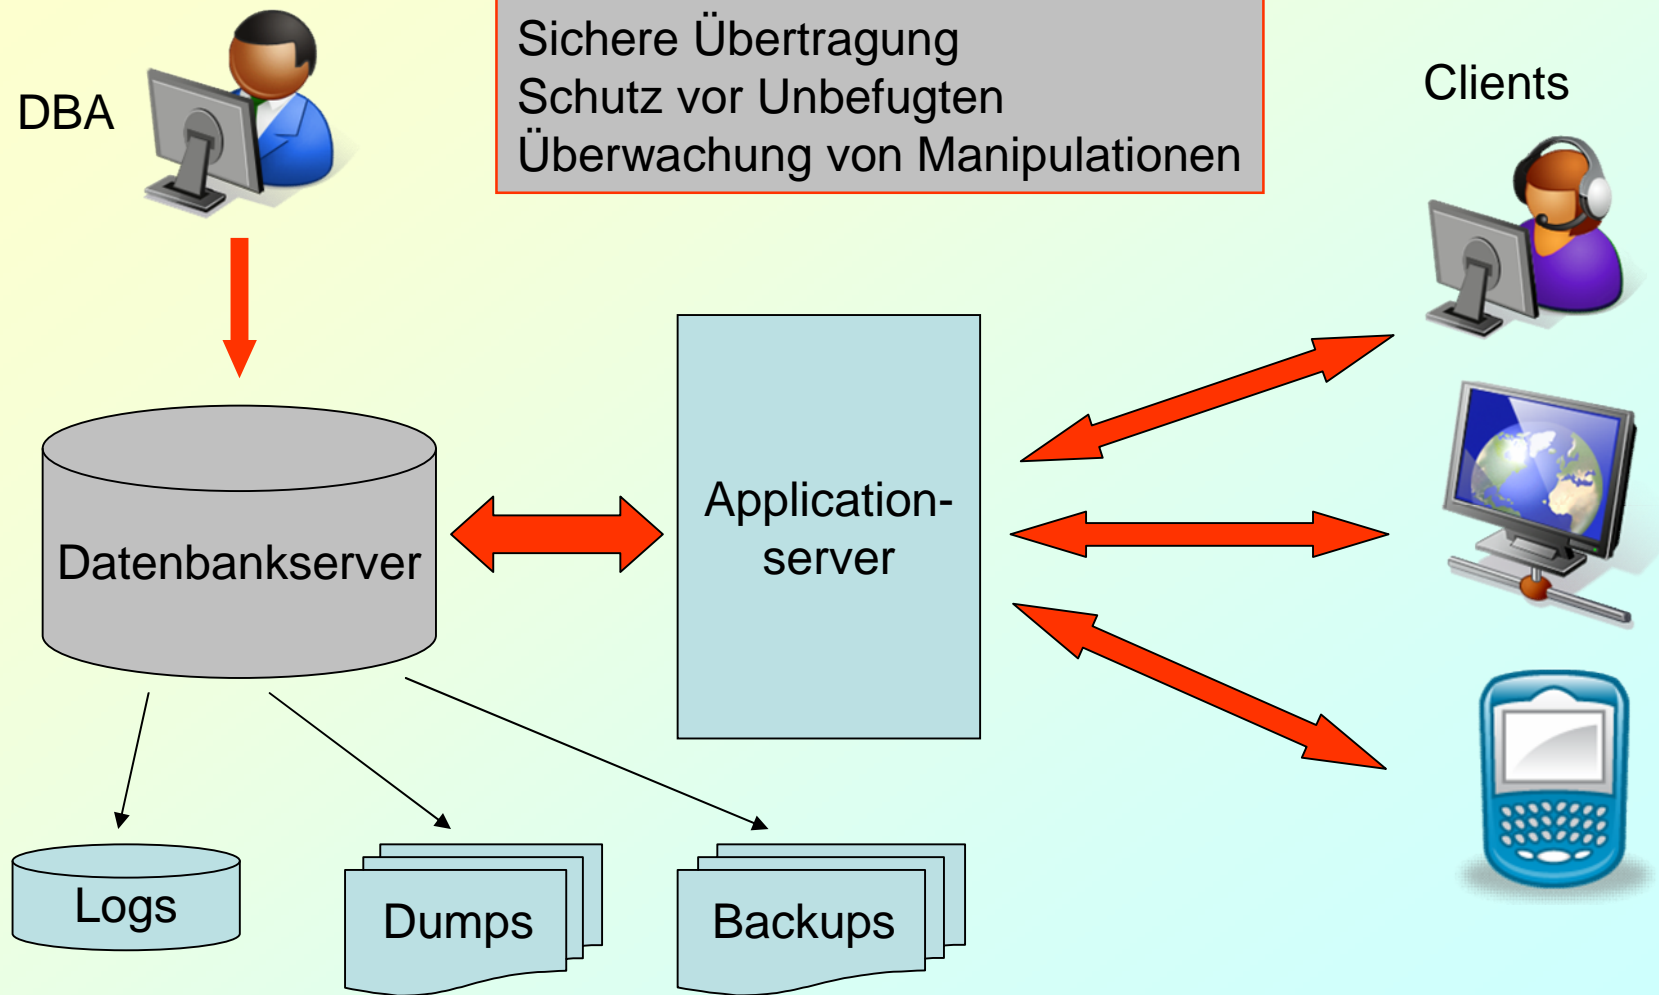 Sichere Übertragung
Schutz vor Unbefugten
Überwachung von Manipulationen
DBA
Clients
Datenbankserver
Application-
server
Logs
Dumps
Backups